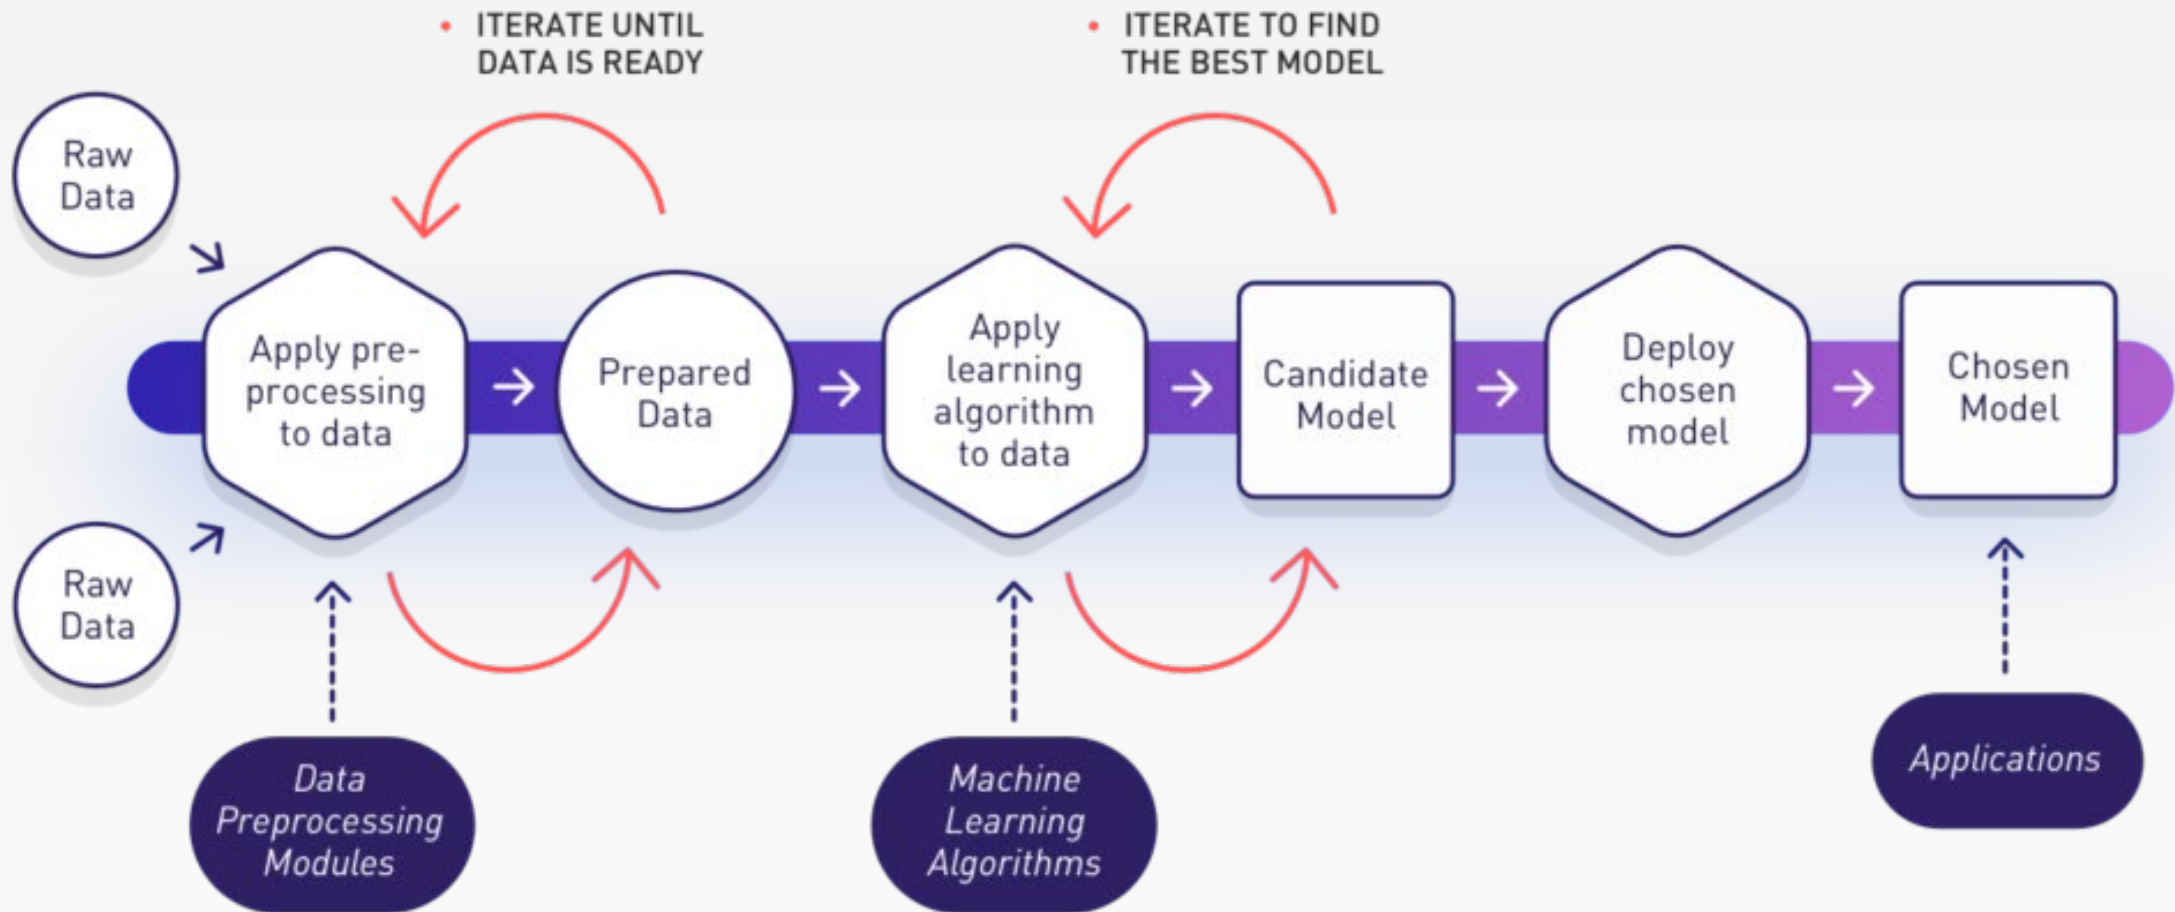 ITERATE UNTIL
DATA IS READY
ITERATE TO FIND
THE BEST MODEL
Raw
Data
Raw
Data
Apply pre-
processing
to data
Prepared
Data
Apply
learning
algorithm
to data
Candidate
Model
Deploy
chosen
model
Chosen
Model
Data
Preprocessing
Modules
Machine
Learning
Algorithms
Applications